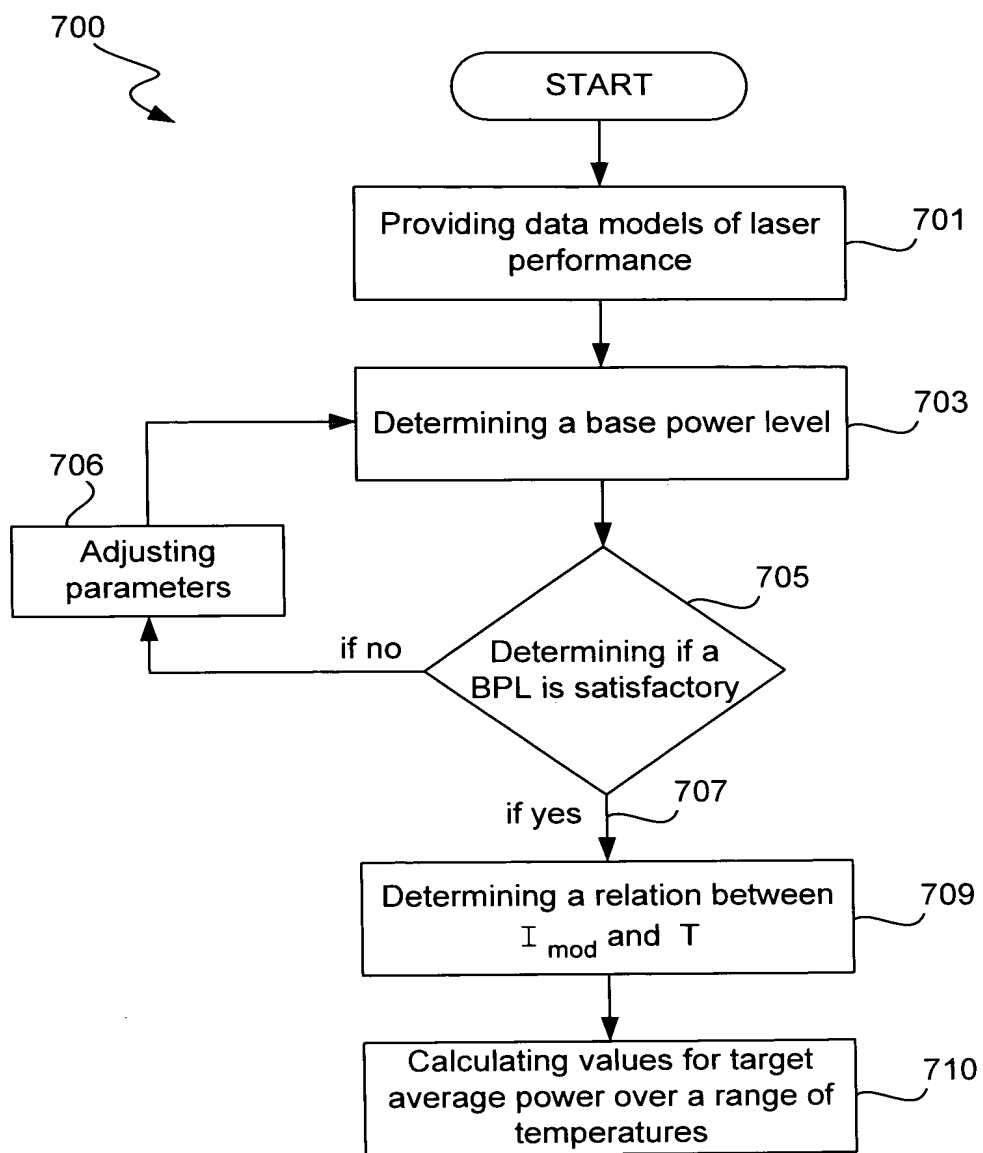 700
START
Providing data models of laser
performance
701
Determining a base power level
703
706
Adjusting
parameters
705
if no
Determining if a
BPL is satisfactory
if yes
707
Determining a relation between
I mod and T
709
Calculating values for target
average power over a range of
temperatures
710